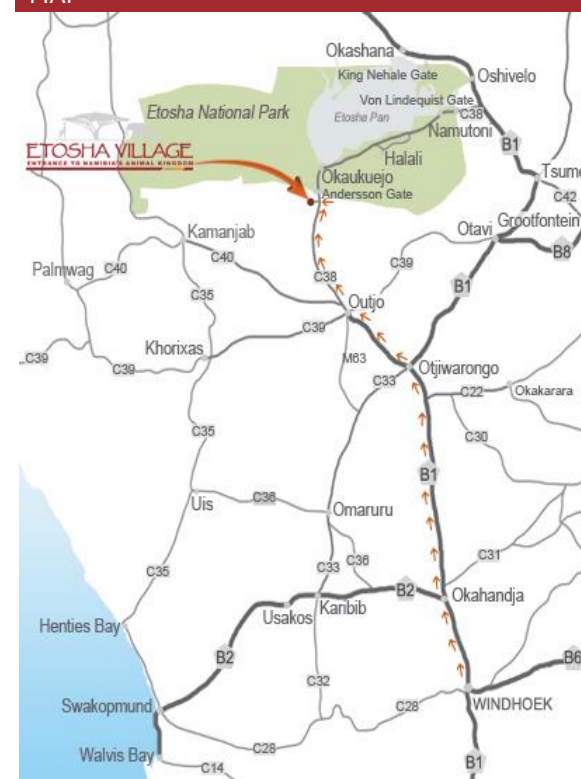 Okashana
King Nehale Gate
Oshivelo
Von Lindequist Gate
Etosha National Park
Etosha Pan
C38
Namutoni
B1
ETOSHA VILLAGE
ENTRANCE TO NAMIBIA'S ANIMAL KINGDOM
Halali
Okaukuejo
Tsume
Andersson Gate
C42
Grootfontein
Otavi
Kamanjab
B8
C40
C39
Palmwag
C40
C38
B1
C35
Outjo
C39
Khorixas
M63
Otjiwarongo
C39
C39
C33
C22
Okakarara
C35
C30
B1
Uis
C36
Omaruru
C31
C33
C36
C35
B2
Okahandja
Usakos
Karibib
Henties Bay
B2
B6
C32
Swakopmund
C28
WINDHOEK
C28
Walvis Bay
C14
B1